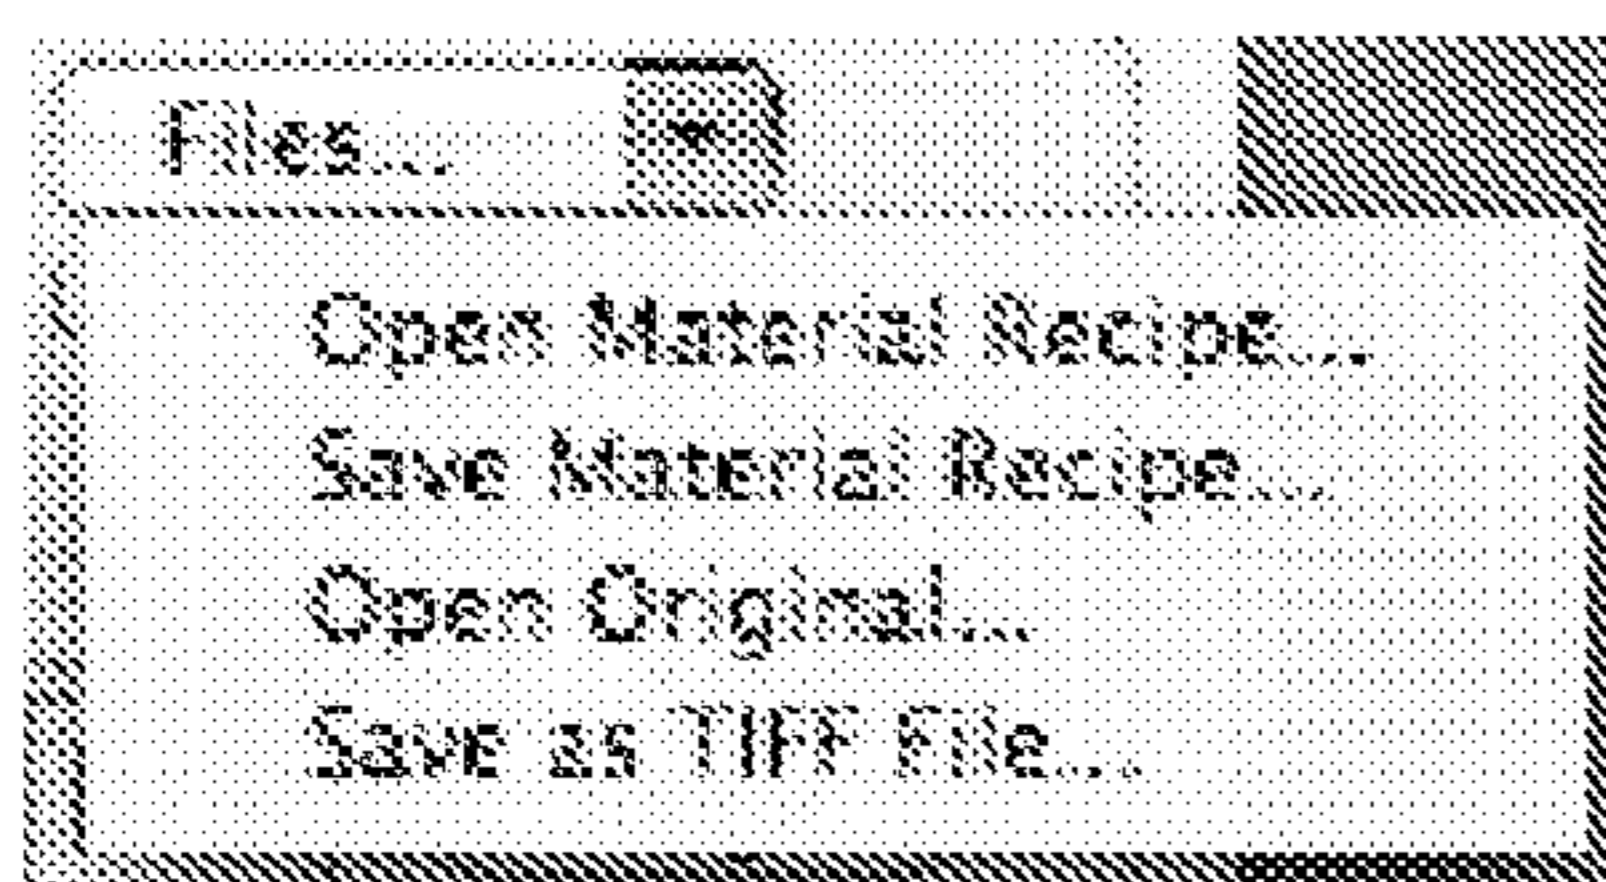 Files...
Open Material Recipe...
Save Material Recipe...
Open Original...
Save as TIFF File...